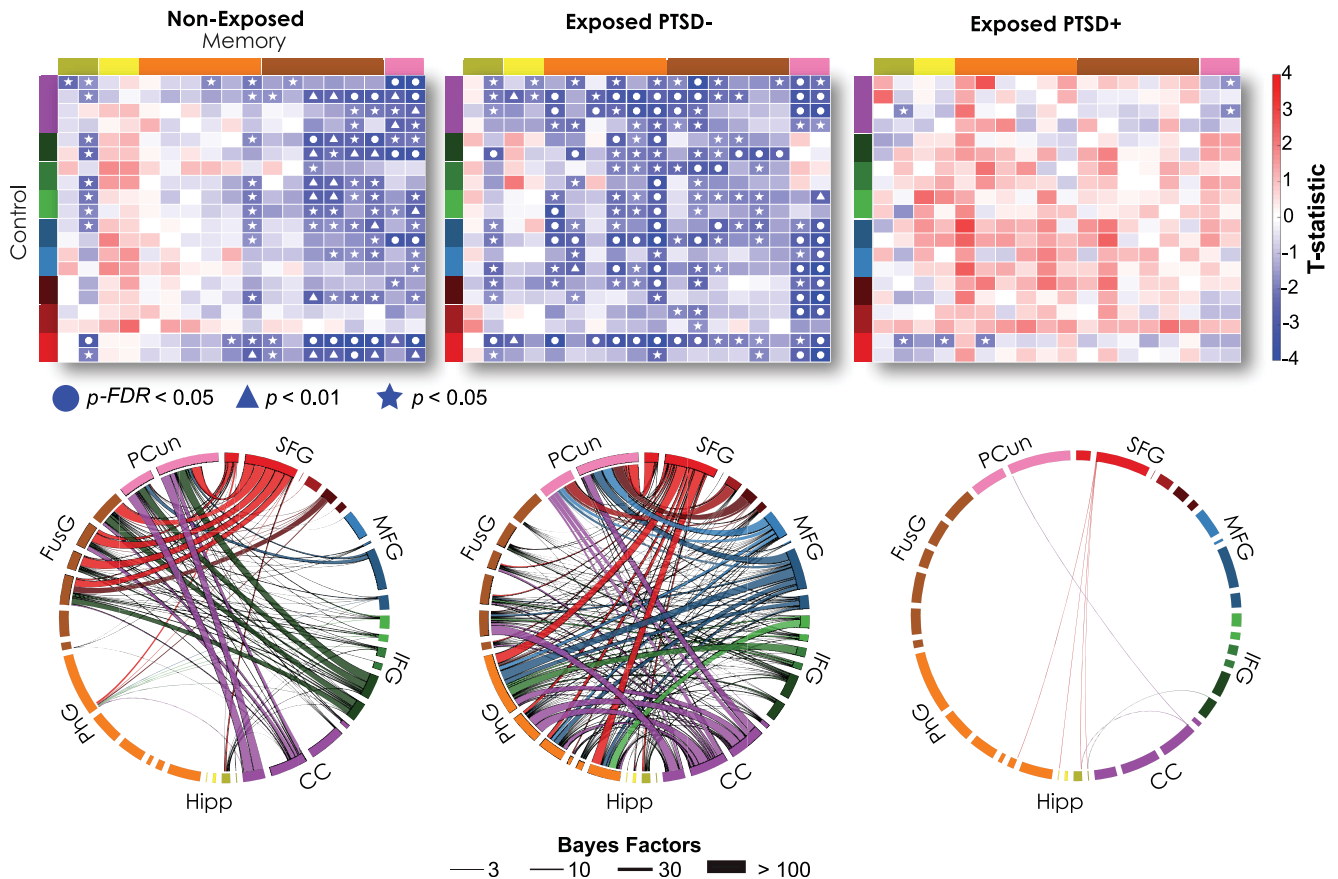 Non-Exposed
Memory
Exposed PTSD-
Exposed PTSD+
Control
4
3
2
1
0
-1
-2
-3
-4
T-statistic
p-FDR < 0.05
p < 0.01
p < 0.05
PCun
SFG
MFG
IFG
CC
Hipp
PhG
FusG
PCun
SFG
MFG
IFG
CC
Hipp
PhG
FusG
PCun
SFG
MFG
IFG
CC
Hipp
PhG
FusG
Bayes Factors
3
10
30
> 100